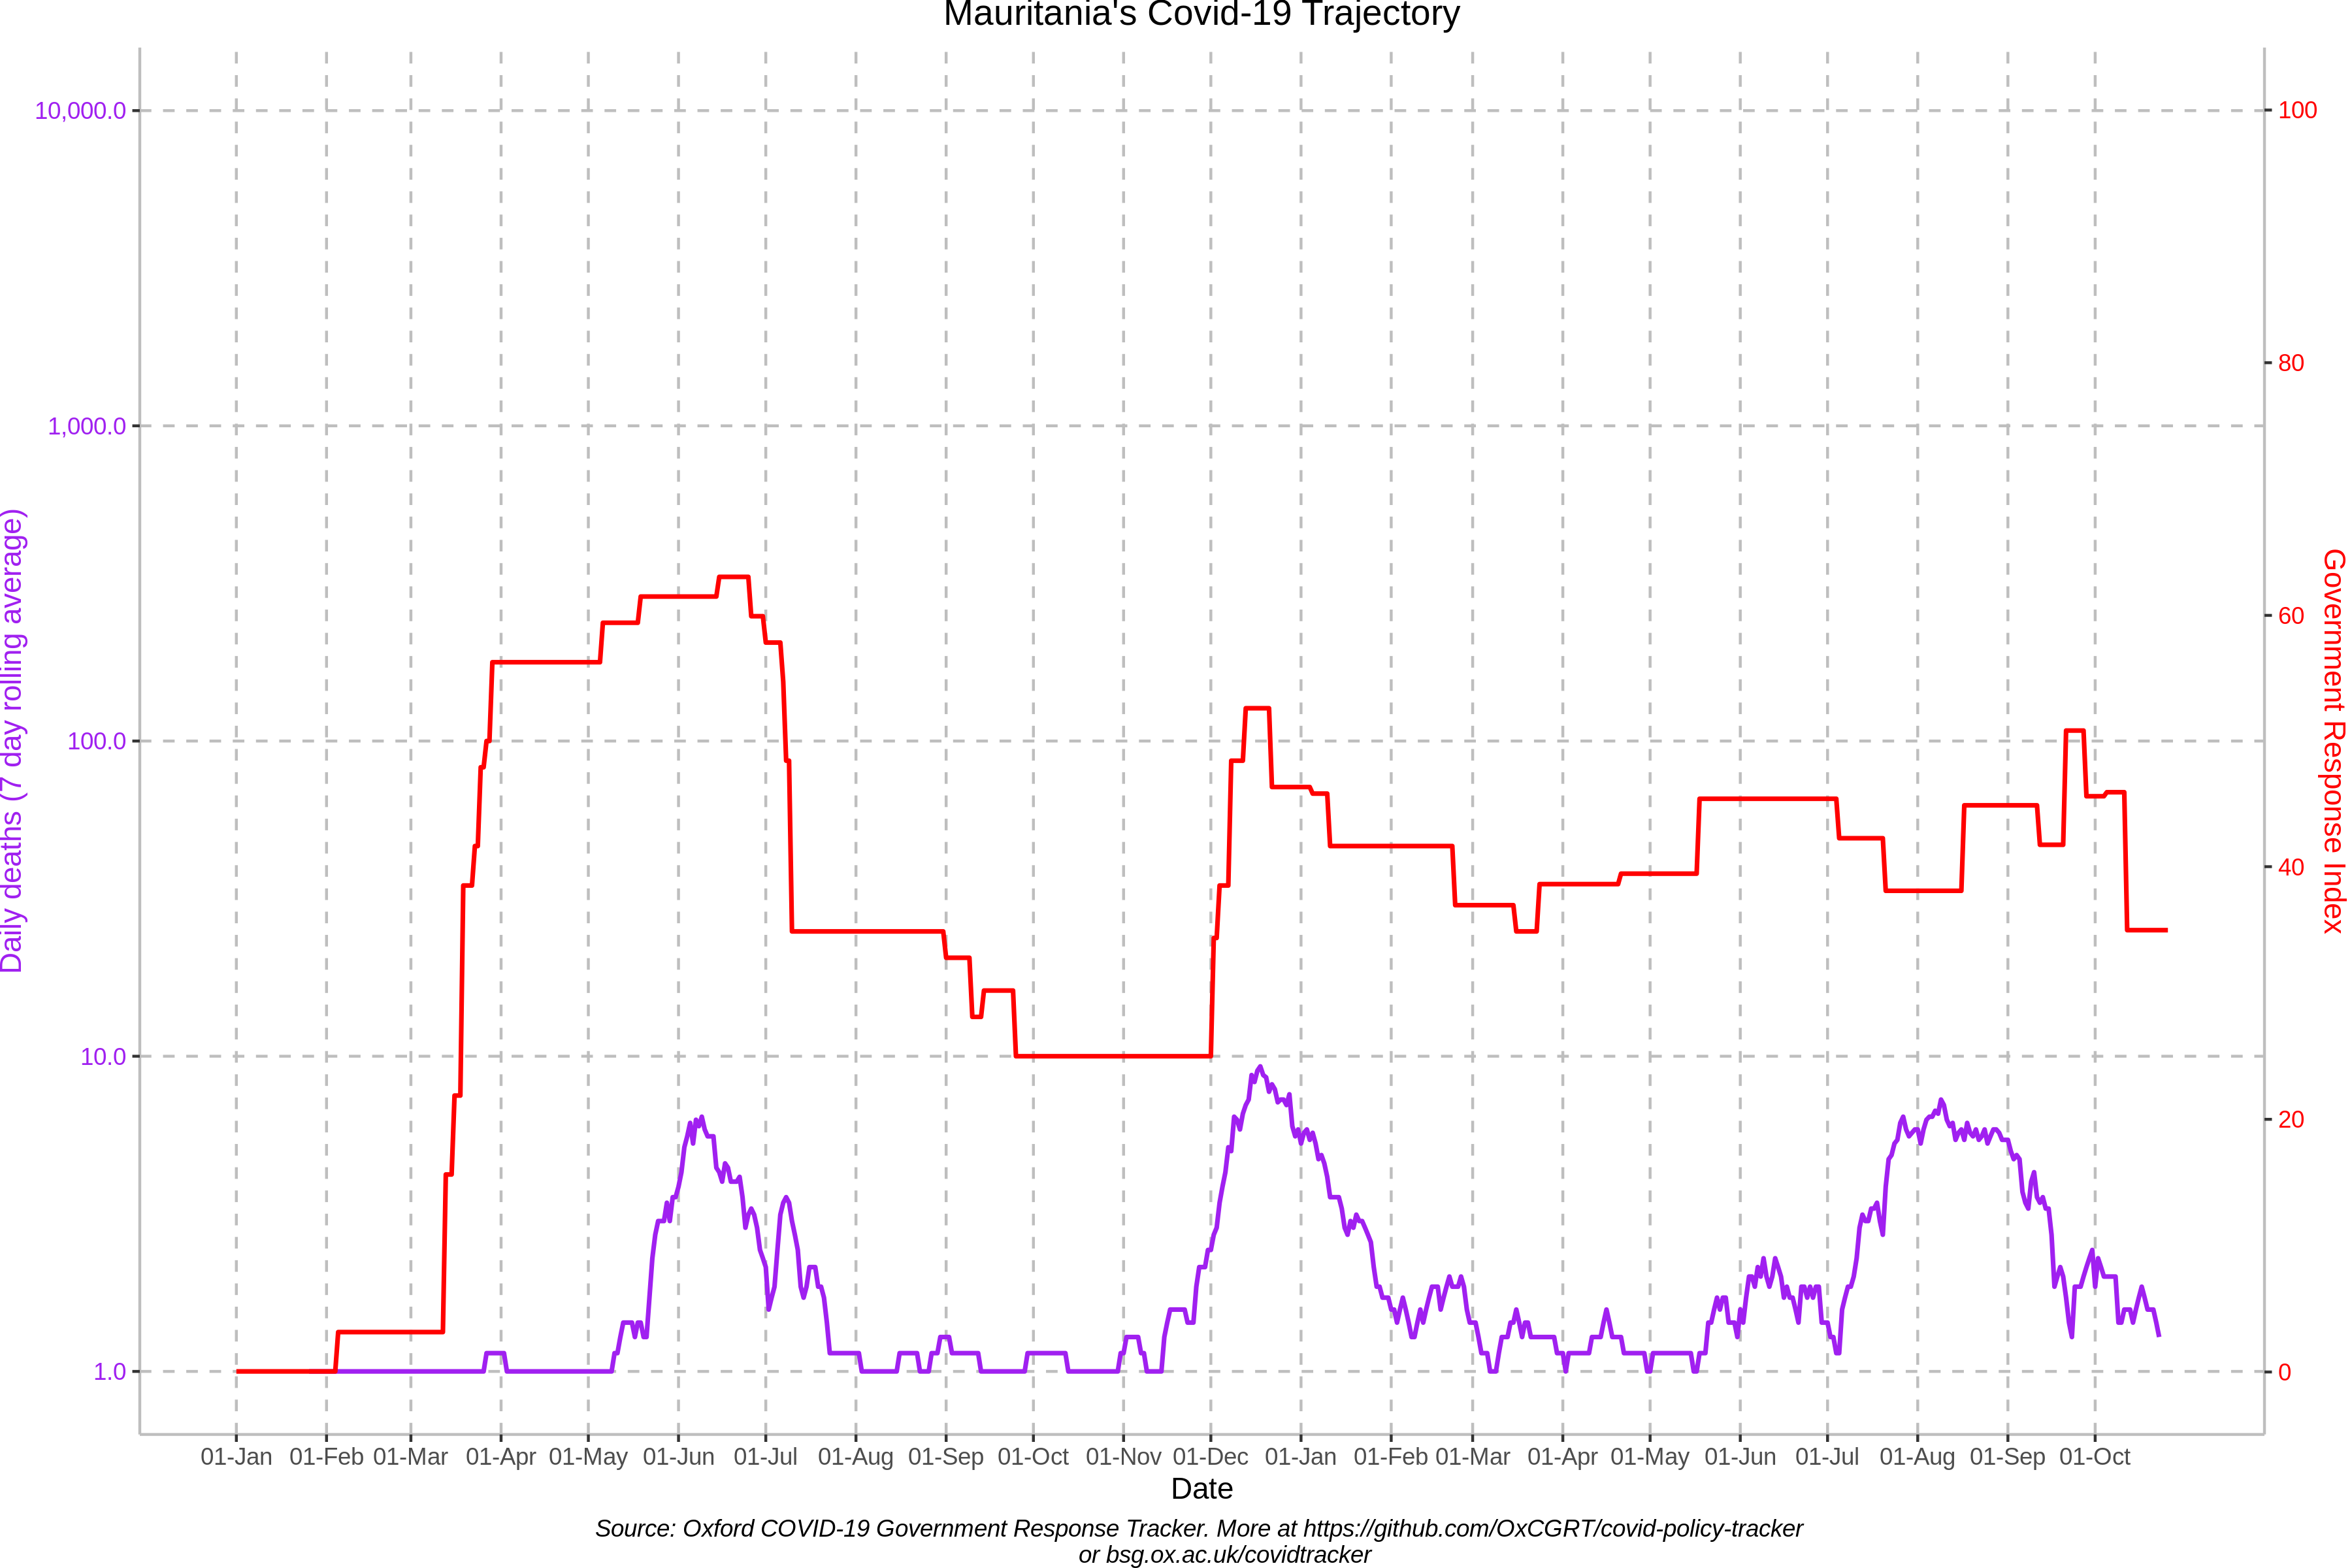 Mauritania's Covid-19 Trajectory
10,000.0
1,000.0
100.0
10.0
1.0
Daily deaths (7 day rolling average)
100
80
60
40
20
0
Government Response Index
01-Jan 01-Feb 01-Mar 01-Apr 01-May 01-Jun 01-Jul 01-Aug 01-Sep 01-Oct 01-Nov 01-Dec 01-Jan 01-Feb 01-Mar 01-Apr 01-May 01-Jun 01-Jul 01-Aug 01-Sep 01-Oct
Date
Source: Oxford COVID-19 Government Response Tracker. More at https://github.com/OxCGRT/covid-policy-tracker
or bsg.ox.ac.uk/covidtracker